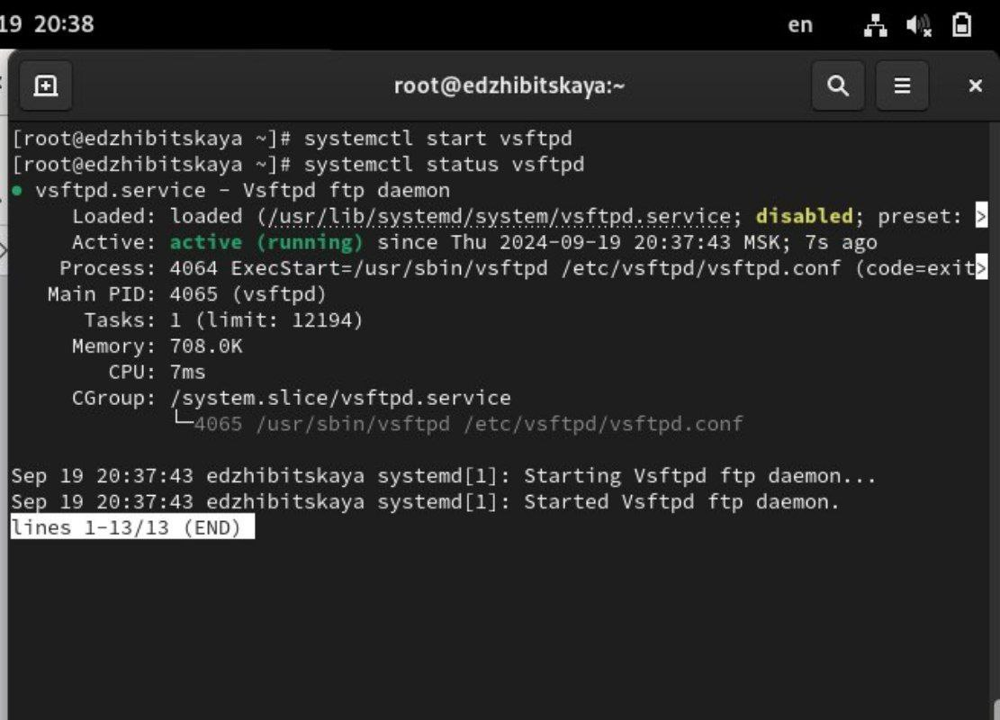 19 20:38
en
root@edzhibitskaya:~
[root@edzhibitskaya ~]# systemctl start vsftpd
[root@edzhibitskaya ~]# systemctl status vsftpd
● vsftpd.service - Vsftpd ftp daemon
Loaded: loaded (/usr/lib/systemd/system/vsftpd.service; disabled; preset: >
Active: active (running) since Thu 2024-09-19 20:37:43 MSK; 7s ago
Process: 4064 ExecStart=/usr/sbin/vsftpd /etc/vsftpd/vsftpd.conf (code=exit>
Main PID: 4065 (vsftpd)
Tasks: 1 (limit: 12194)
Memory: 708.0K
CPU: 7ms
CGroup: /system.slice/vsftpd.service
└─4065 /usr/sbin/vsftpd /etc/vsftpd/vsftpd.conf
Sep 19 20:37:43 edzhibitskaya systemd[1]: Starting Vsftpd ftp daemon...
Sep 19 20:37:43 edzhibitskaya systemd[1]: Started Vsftpd ftp daemon.
lines 1-13/13 (END)